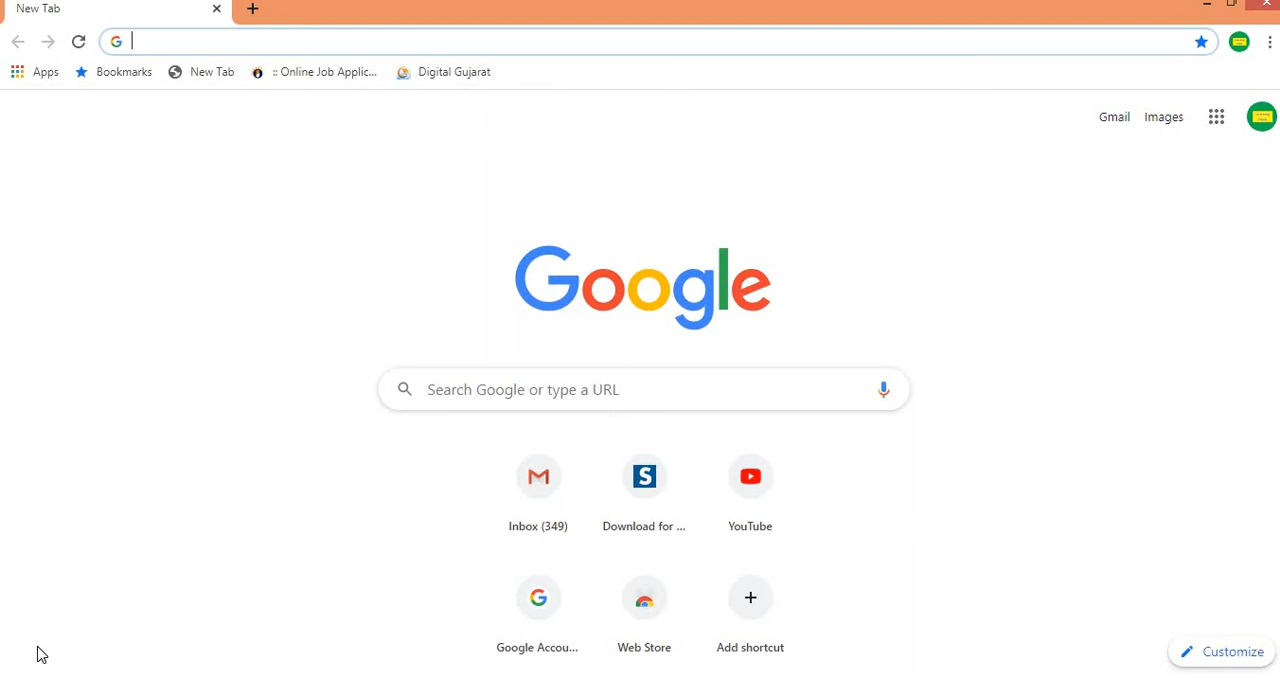 New Tab
Apps Bookmarks New Tab :: Online Job Applic... Digital Gujarat
Gmail Images
Google
Search Google or type a URL
Inbox (349) Download for ... YouTube
Google Accou... Web Store Add shortcut
Customize